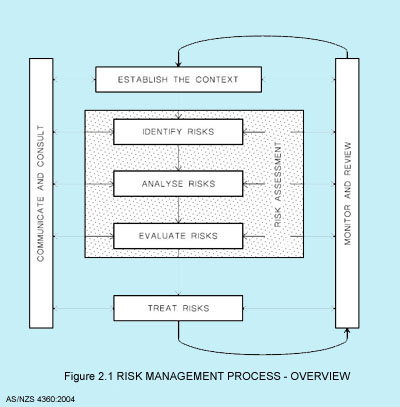 ESTABLISH THE CONTEXT
COMMUNICATE AND CONSULT
IDENTIFY RISKS
ANALYSE RISKS
EVALUATE RISKS
RISK ASSESSMENT
MONITOR AND REVIEW
TREAT RISKS
Figure 2.1 RISK MANAGEMENT PROCESS - OVERVIEW
AS/NZS 4360:2004